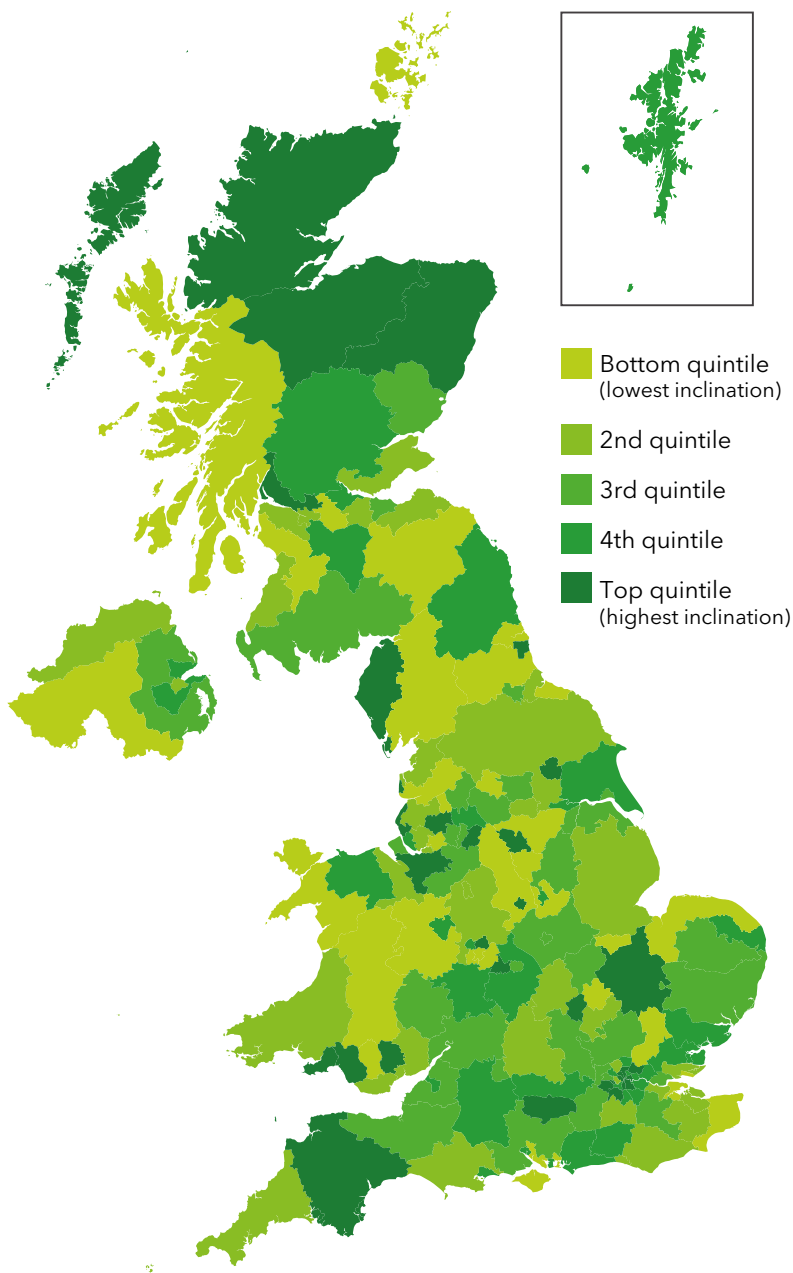 Bottom quintile
(lowest inclination)
2nd quintile
3rd quintile
4th quintile
Top quintile
(highest inclination)